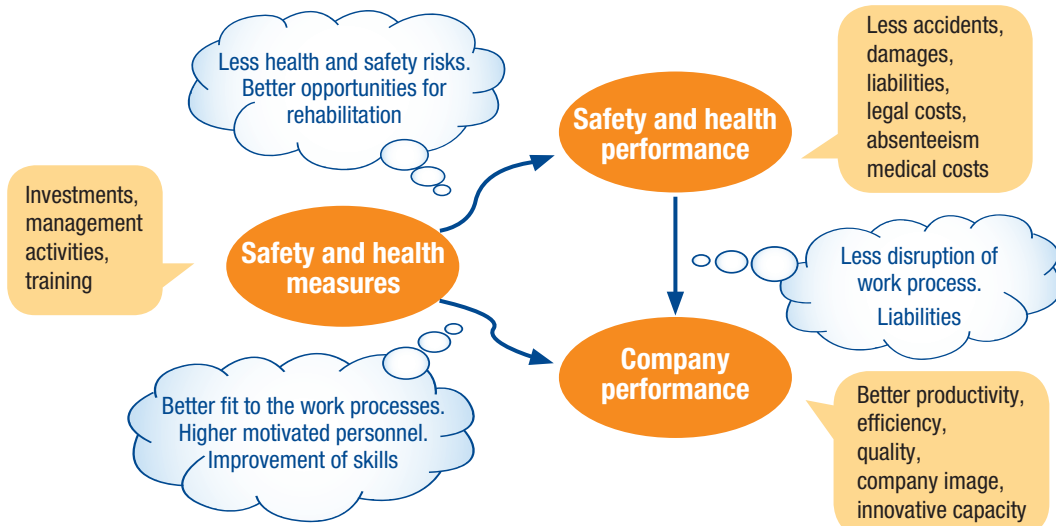 Less health and safety risks.
Better opportunities for
rehabilitation
Safety and health
performance
Less accidents,
damages,
liabilities,
legal costs,
absenteeism
medical costs
Investments,
management
activities,
training
Safety and health
measures
Less disruption of
work process.
Liabilities
Better fit to the work processes.
Higher motivated personnel.
Improvement of skills
Company
performance
Better productivity,
efficiency,
quality,
company image,
innovative capacity